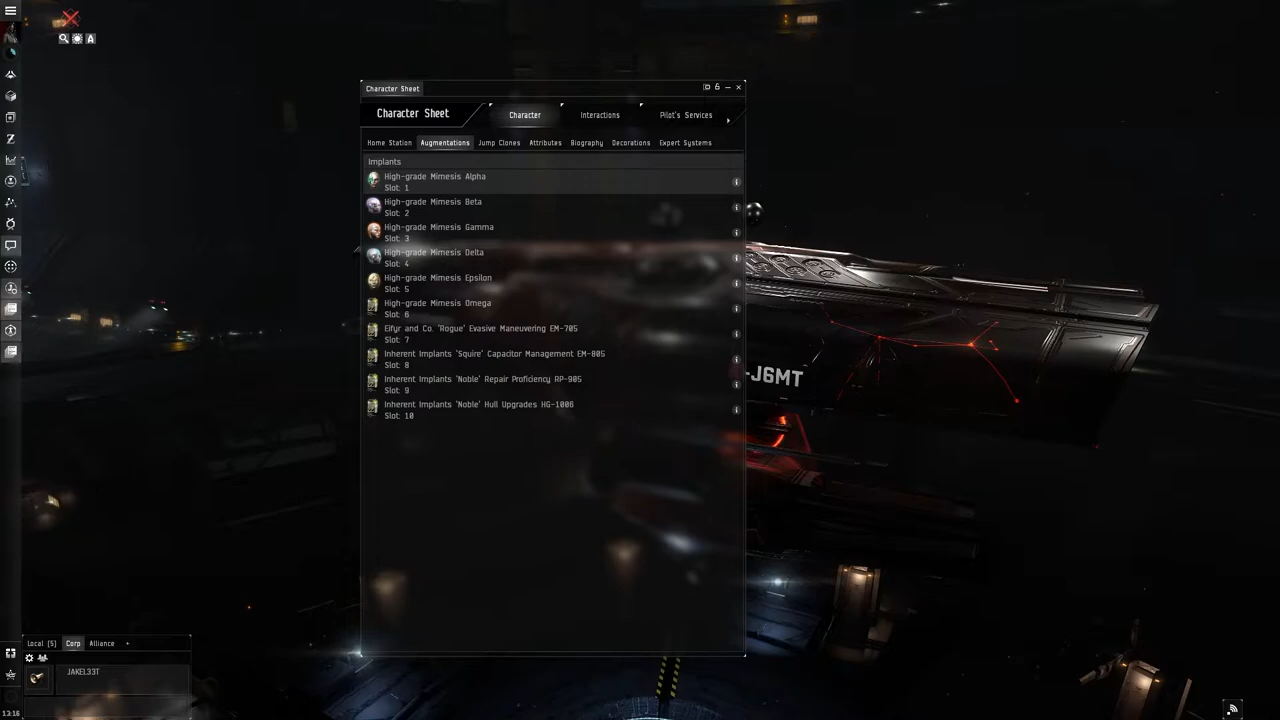 A
Character Sheet
Character Sheet
Character
Interactions
Pilot's Services
Home Station
Augmentations
Jump Clones
Attributes
Biography
Decorations
Expert Systems
Implants
High-grade Mimesis Alpha
Slot: 1
High-grade Mimesis Beta
Slot: 2
High-grade Mimesis Gamma
Slot: 3
High-grade Mimesis Delta
Slot: 4
High-grade Mimesis Epsilon
Slot: 5
High-grade Mimesis Omega
Slot: 6
Eifyr and Co. 'Rogue' Evasive Maneuvering EM-705
Slot: 7
Inherent Implants 'Squire' Capacitor Management EM-805
Slot: 8
Inherent Implants 'Noble' Repair Proficiency RP-905
Slot: 9
Inherent Implants 'Noble' Hull Upgrades HG-1006
Slot: 10
-J6MT
Local [5]
Corp
Alliance
+
JAKEL33T
13:16